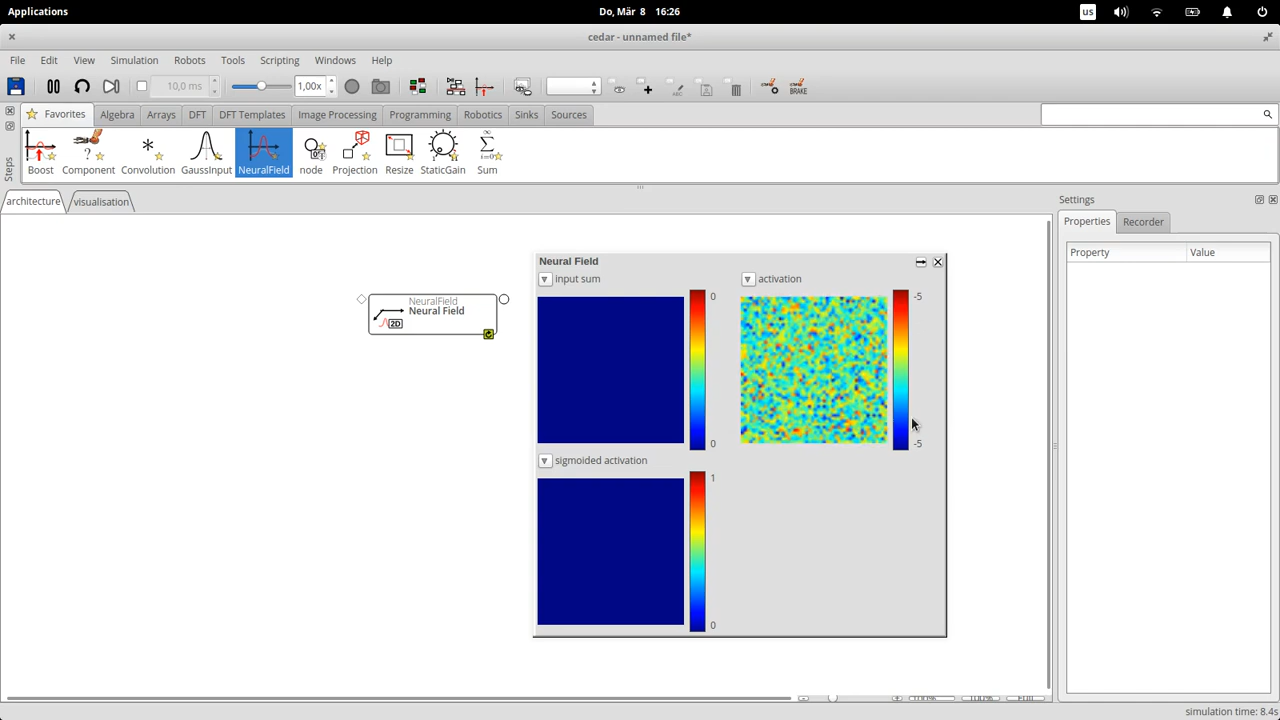 Applications
Do, Mär 8 16:26
us
cedar - unnamed file*
File Edit View Simulation Robots Tools Scripting Windows Help
10,0 ms
1,00x
Favorites Algebra Arrays DFT DFT Templates Image Processing Programming Robotics Sinks Sources
Steps
Boost Component Convolution GaussInput NeuralField node Projection Resize StaticGain Sum
architecture visualisation
Settings
Properties Recorder
Property Value
NeuralField
Neural Field
2D
Neural Field
input sum
0
0
activation
-5
-5
sigmoided activation
1
0
100% 100% Full
simulation time: 8.4s